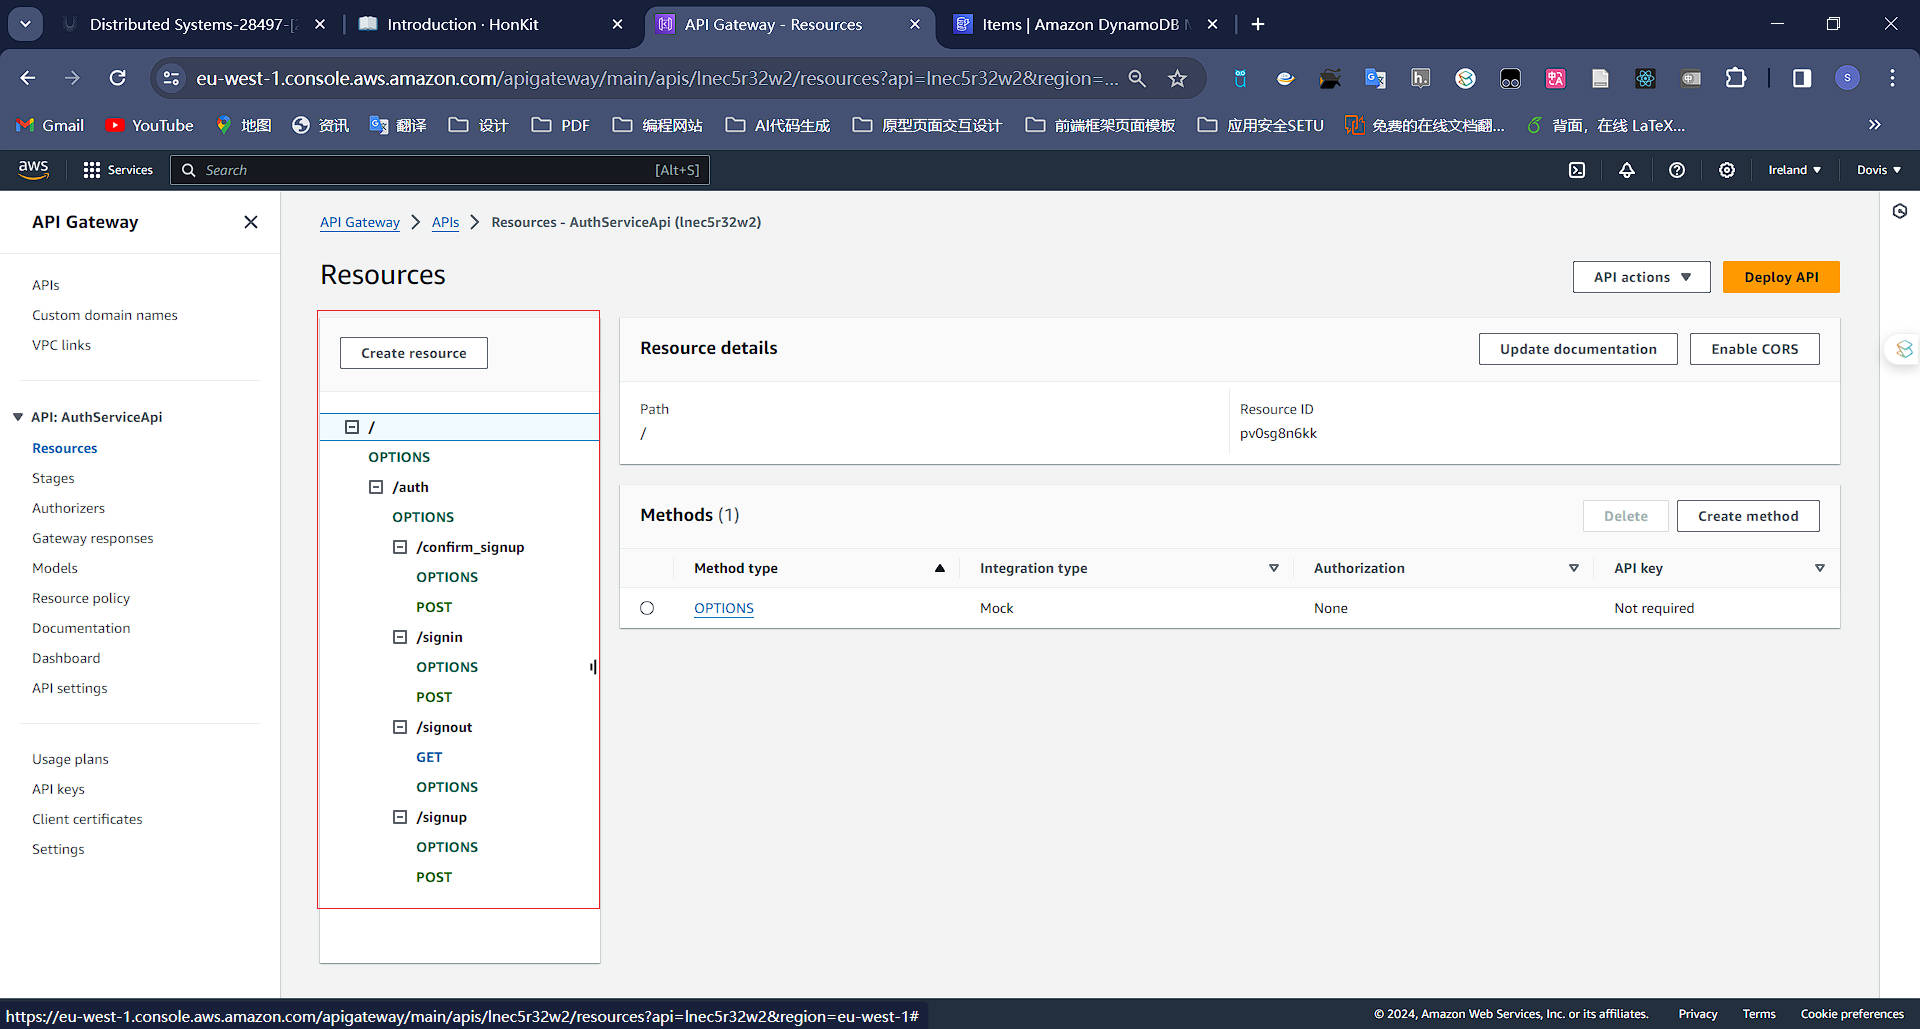 Distributed Systems-28497-[2
Introduction · HonKit
API Gateway - Resources
Items | Amazon DynamoDB M
eu-west-1.console.aws.amazon.com/apigateway/main/apis/lnec5r32w2/resources?api=lnec5r32w2&region=...
Gmail
YouTube
地图
资讯
翻译
设计
PDF
编程网站
AI代码生成
原型页面交互设计
前端框架页面模板
应用安全SETU
免费的在线文档翻...
背面，在线 LaTeX...
aws
Services
Search
[Alt+S]
Ireland
Dovis
API Gateway
APIs
Custom domain names
VPC links
API: AuthServiceApi
Resources
Stages
Authorizers
Gateway responses
Models
Resource policy
Documentation
Dashboard
API settings
Usage plans
API keys
Client certificates
Settings
API Gateway
APIs
Resources - AuthServiceApi (lnec5r32w2)
Resources
API actions
Deploy API
Create resource
/
OPTIONS
/auth
OPTIONS
/confirm_signup
OPTIONS
POST
/signin
OPTIONS
POST
/signout
GET
OPTIONS
/signup
OPTIONS
POST
Resource details
Update documentation
Enable CORS
Path
/
Resource ID
pv0sg8n6kk
Methods (1)
Delete
Create method
Method type
Integration type
Authorization
API key
OPTIONS
Mock
None
Not required
https://eu-west-1.console.aws.amazon.com/apigateway/main/apis/lnec5r32w2/resources?api=lnec5r32w2&region=eu-west-1#
© 2024, Amazon Web Services, Inc. or its affiliates.
Privacy
Terms
Cookie preferences